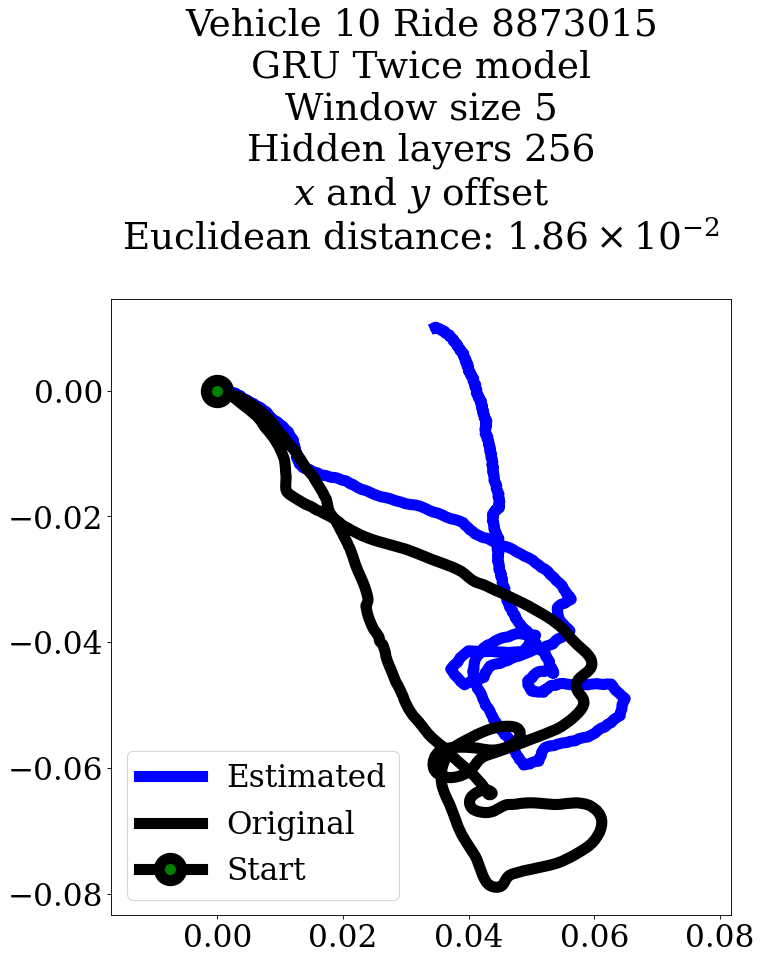 Vehicle 10 Ride 8873015
GRU Twice model
Window size 5
Hidden layers 256
x and y offset
Euclidean distance: 1.86 × 10⁻²
0.00
−0.02
−0.04
−0.06
−0.08
Estimated
Original
Start
0.00 0.02 0.04 0.06 0.08